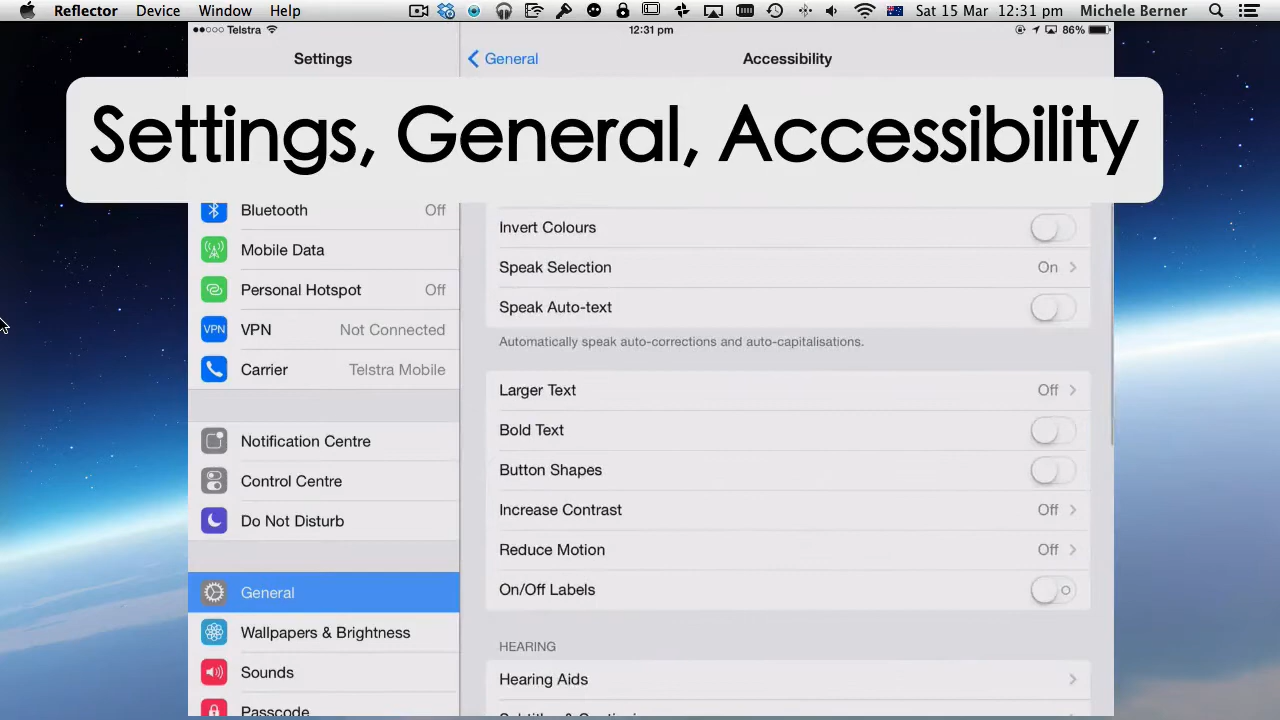 Reflector Device Window Help Sat 15 Mar 12:31 pm Michele Berner
Telstra 12:31 pm 86%
Settings
General Accessibility
Settings, General, Accessibility
Bluetooth Off
Mobile Data
Personal Hotspot Off
VPN VPN Not Connected
Carrier Telstra Mobile
Notification Centre
Control Centre
Do Not Disturb
General
Wallpapers & Brightness
Sounds
Passcode
Invert Colours
Speak Selection On
Speak Auto-text
Automatically speak auto-corrections and auto-capitalisations.
Larger Text Off
Bold Text
Button Shapes
Increase Contrast Off
Reduce Motion Off
On/Off Labels
HEARING
Hearing Aids